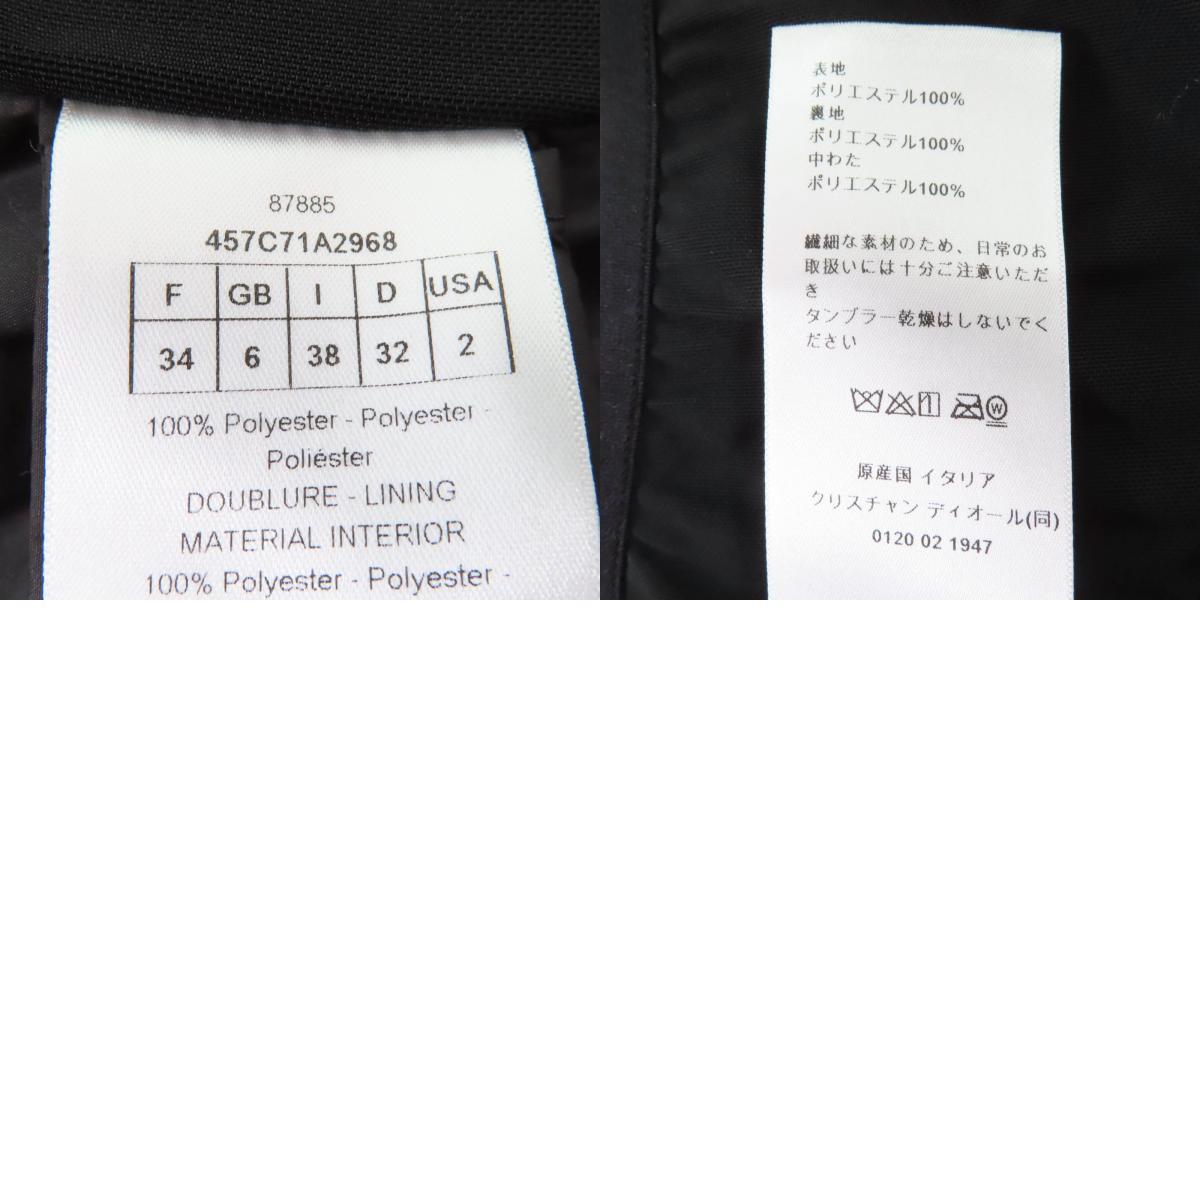 87885
457C71A2968
F GB I D USA
34 6 38 32 2
100% Polyester - Polyester -
Poliéster
DOUBLURE - LINING
MATERIAL INTERIOR
100% Polyester - Polyester -
表地
ポリエステル100%
裏地
ポリエステル100%
中わた
ポリエステル100%
繊細な素材のため、日常のお
取扱いには十分ご注意いただ
き
タンブラー乾燥はしないでく
ださい
W
原産国 イタリア
クリスチャン ディオール(同)
0120 02 1947